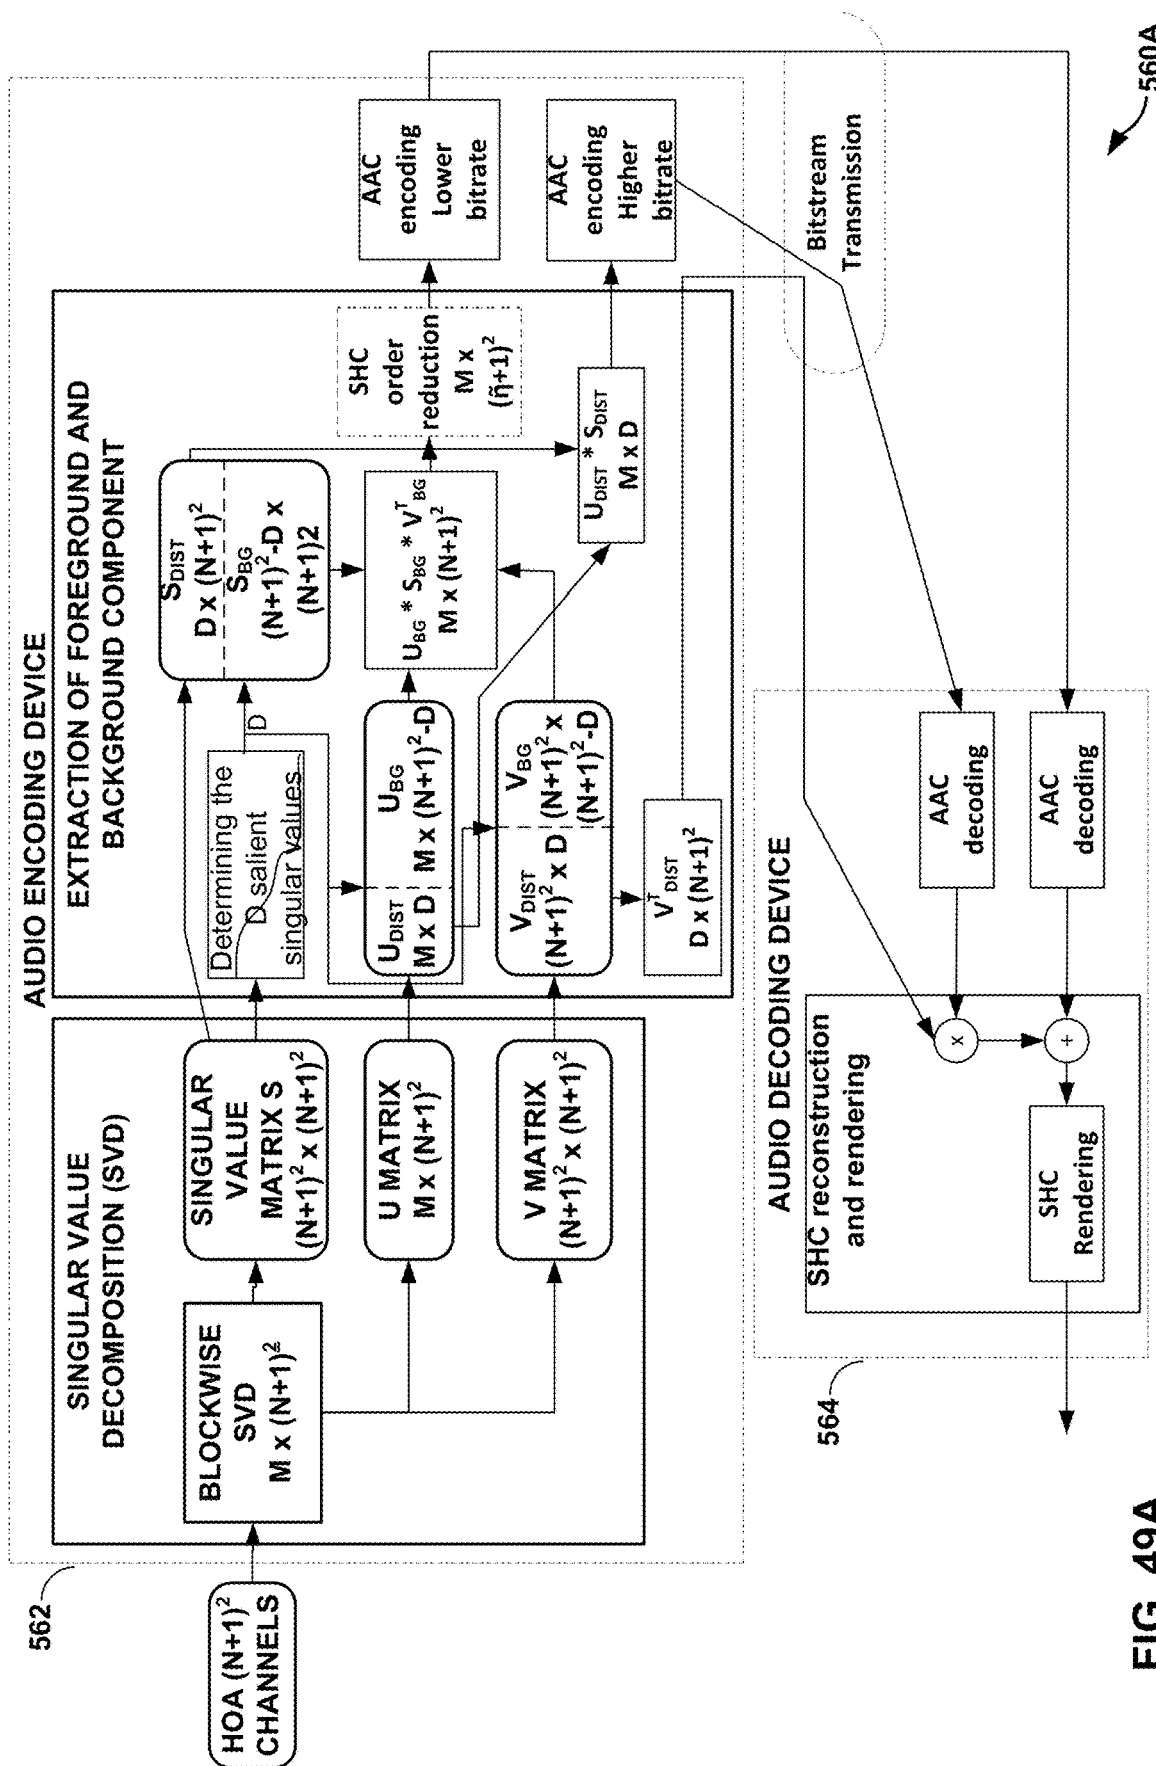 AUDIO ENCODING DEVICE
562
HOA (N+1)²
CHANNELS
SINGULAR VALUE
DECOMPOSITION (SVD)
BLOCKWISE
SVD
M x (N+1)²
SINGULAR
VALUE
MATRIX S
(N+1)² x (N+1)²
U MATRIX
M x (N+1)²
V MATRIX
(N+1)² x (N+1)²
EXTRACTION OF FOREGROUND AND
BACKGROUND COMPONENT
Determining the
D salient
singular values
D
S_DIST
D x (N+1)²
S_BG
(N+1)²-D x
(N+1)2
U_DIST
M x D
U_BG
M x (N+1)²-D
V_DIST
(N+1)² x D
V_BG
(N+1)² x
(N+1)²-D
V^T_DIST
D x (N+1)²
U_BG * S_BG * V^T_BG
M x (N+1)²
SHC
order
reduction
M x
(ñ+1)²
U_DIST * S_DIST
M x D
AAC
encoding
Lower
bitrate
AAC
encoding
Higher
bitrate
Bitstream
Transmission
560A
564
AUDIO DECODING DEVICE
SHC reconstruction
and rendering
AAC
decoding
AAC
decoding
x
+
SHC
Rendering
FIG. 49A